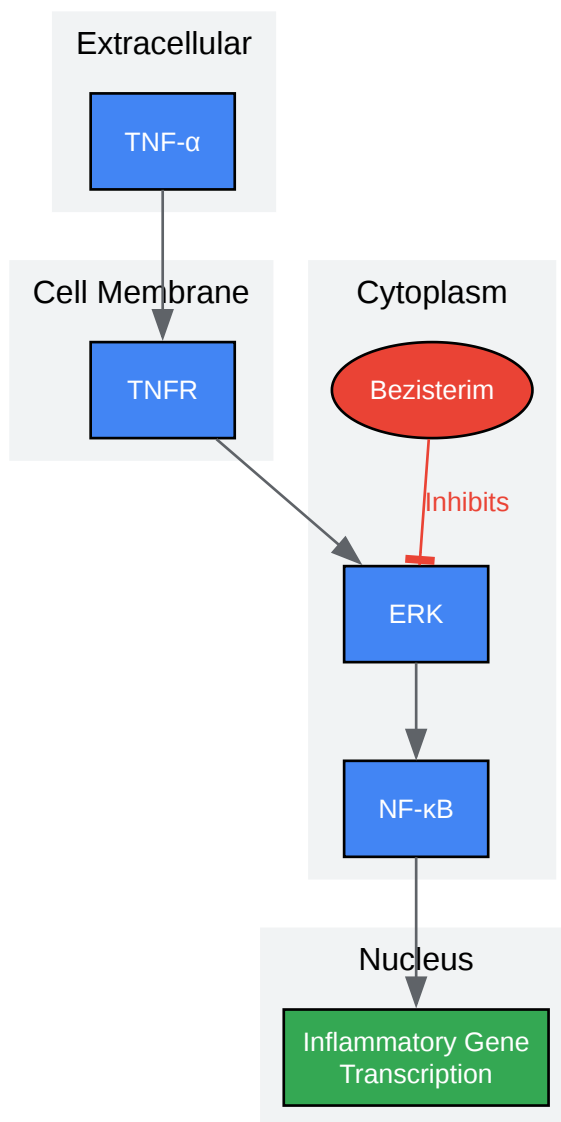 Extracellular
TNF-α
Cell Membrane
TNFR
Cytoplasm
Bezisterim
Inhibits
ERK
NF-κB
Nucleus
Inflammatory Gene
Transcription